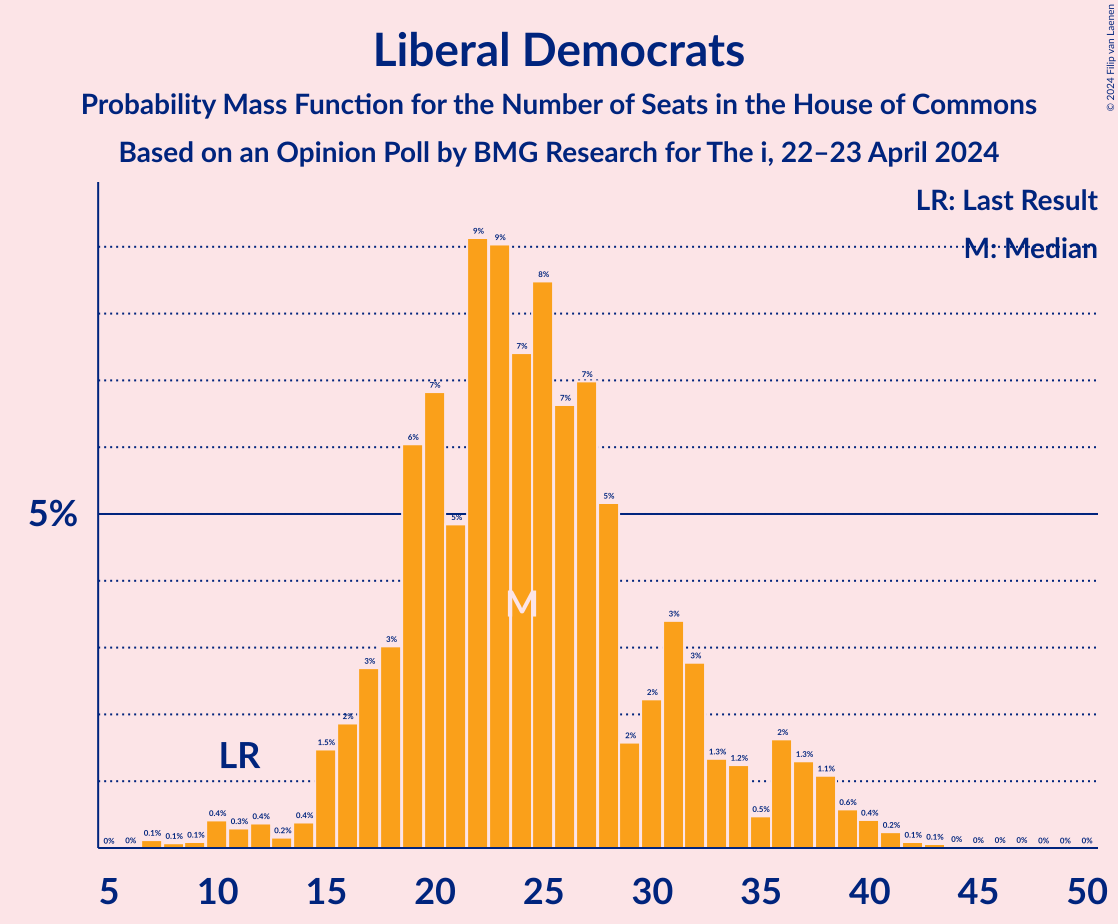 Liberal Democrats
Probability Mass Function for the Number of Seats in the House of Commons
Based on an Opinion Poll by BMG Research for The i, 22–23 April 2024
© 2024 Filip van Laenen
LR: Last Result
M: Median
5%
0% 0% 0.1% 0.1% 0.1% 0.4% 0.3% 0.4% 0.2% 0.4% 1.5% 2% 3% 3% 6% 7% 5% 9% 9% 7% 8% 7% 7% 5% 2% 2% 3% 3% 1.3% 1.2% 0.5% 2% 1.3% 1.1% 0.6% 0.4% 0.2% 0.1% 0.1% 0% 0% 0% 0% 0% 0% 0%
M
LR
5 10 15 20 25 30 35 40 45 50